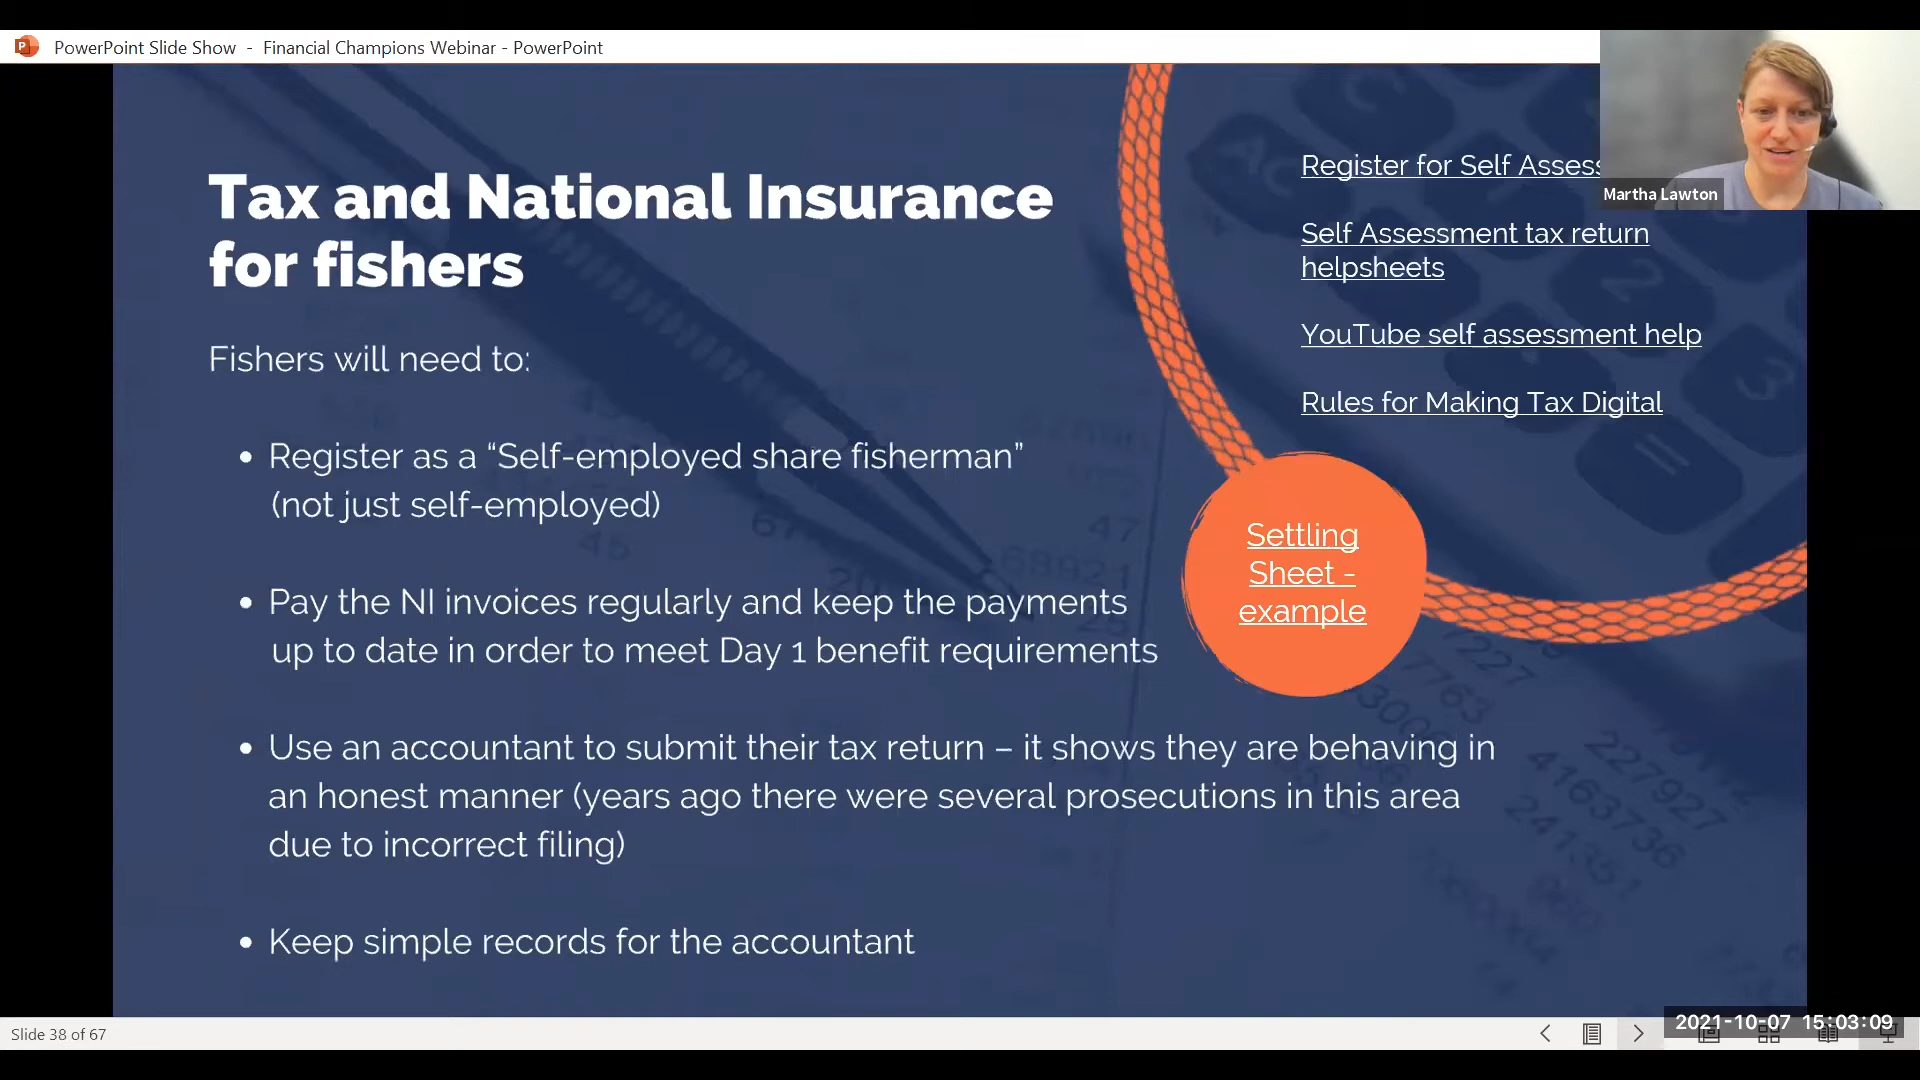 PowerPoint Slide Show - Financial Champions Webinar - PowerPoint
Tax and National Insurance
for fishers
Fishers will need to:
• Register as a “Self-employed share fisherman”
(not just self-employed)
• Pay the NI invoices regularly and keep the payments
up to date in order to meet Day 1 benefit requirements
• Use an accountant to submit their tax return – it shows they are behaving in
an honest manner (years ago there were several prosecutions in this area
due to incorrect filing)
• Keep simple records for the accountant
Register for Self
Self Assessment tax return
helpsheets
YouTube self assessment help
Rules for Making Tax Digital
Settling
Sheet -
example
Martha Lawton
Slide 38 of 67
2021-10-07 15:03:09